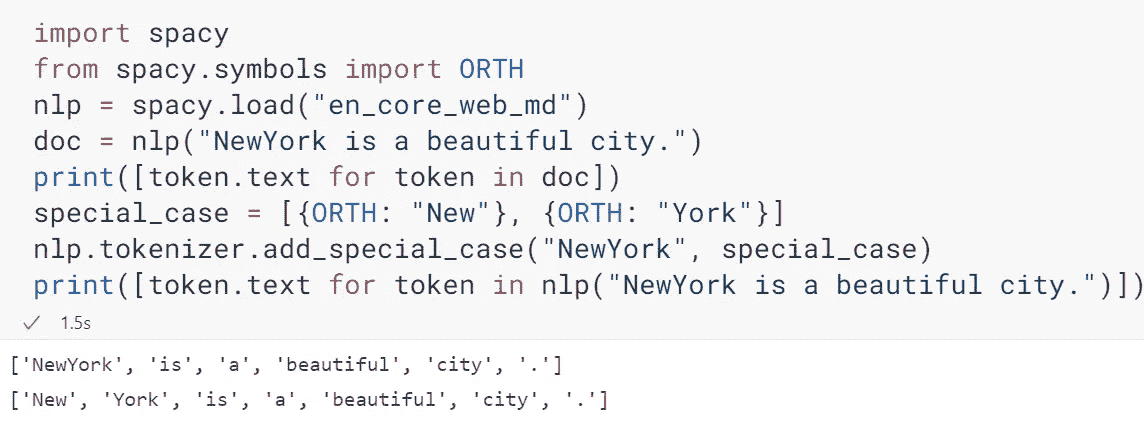 import spacy
from spacy.symbols import ORTH
nlp = spacy.load("en_core_web_md")
doc = nlp("NewYork is a beautiful city.")
print([token.text for token in doc])
special_case = [{ORTH: "New"}, {ORTH: "York"}]
nlp.tokenizer.add_special_case("NewYork", special_case)
print([token.text for token in nlp("NewYork is a beautiful city.")])
✓ 1.5s
['NewYork', 'is', 'a', 'beautiful', 'city', '.']
['New', 'York', 'is', 'a', 'beautiful', 'city', '.']